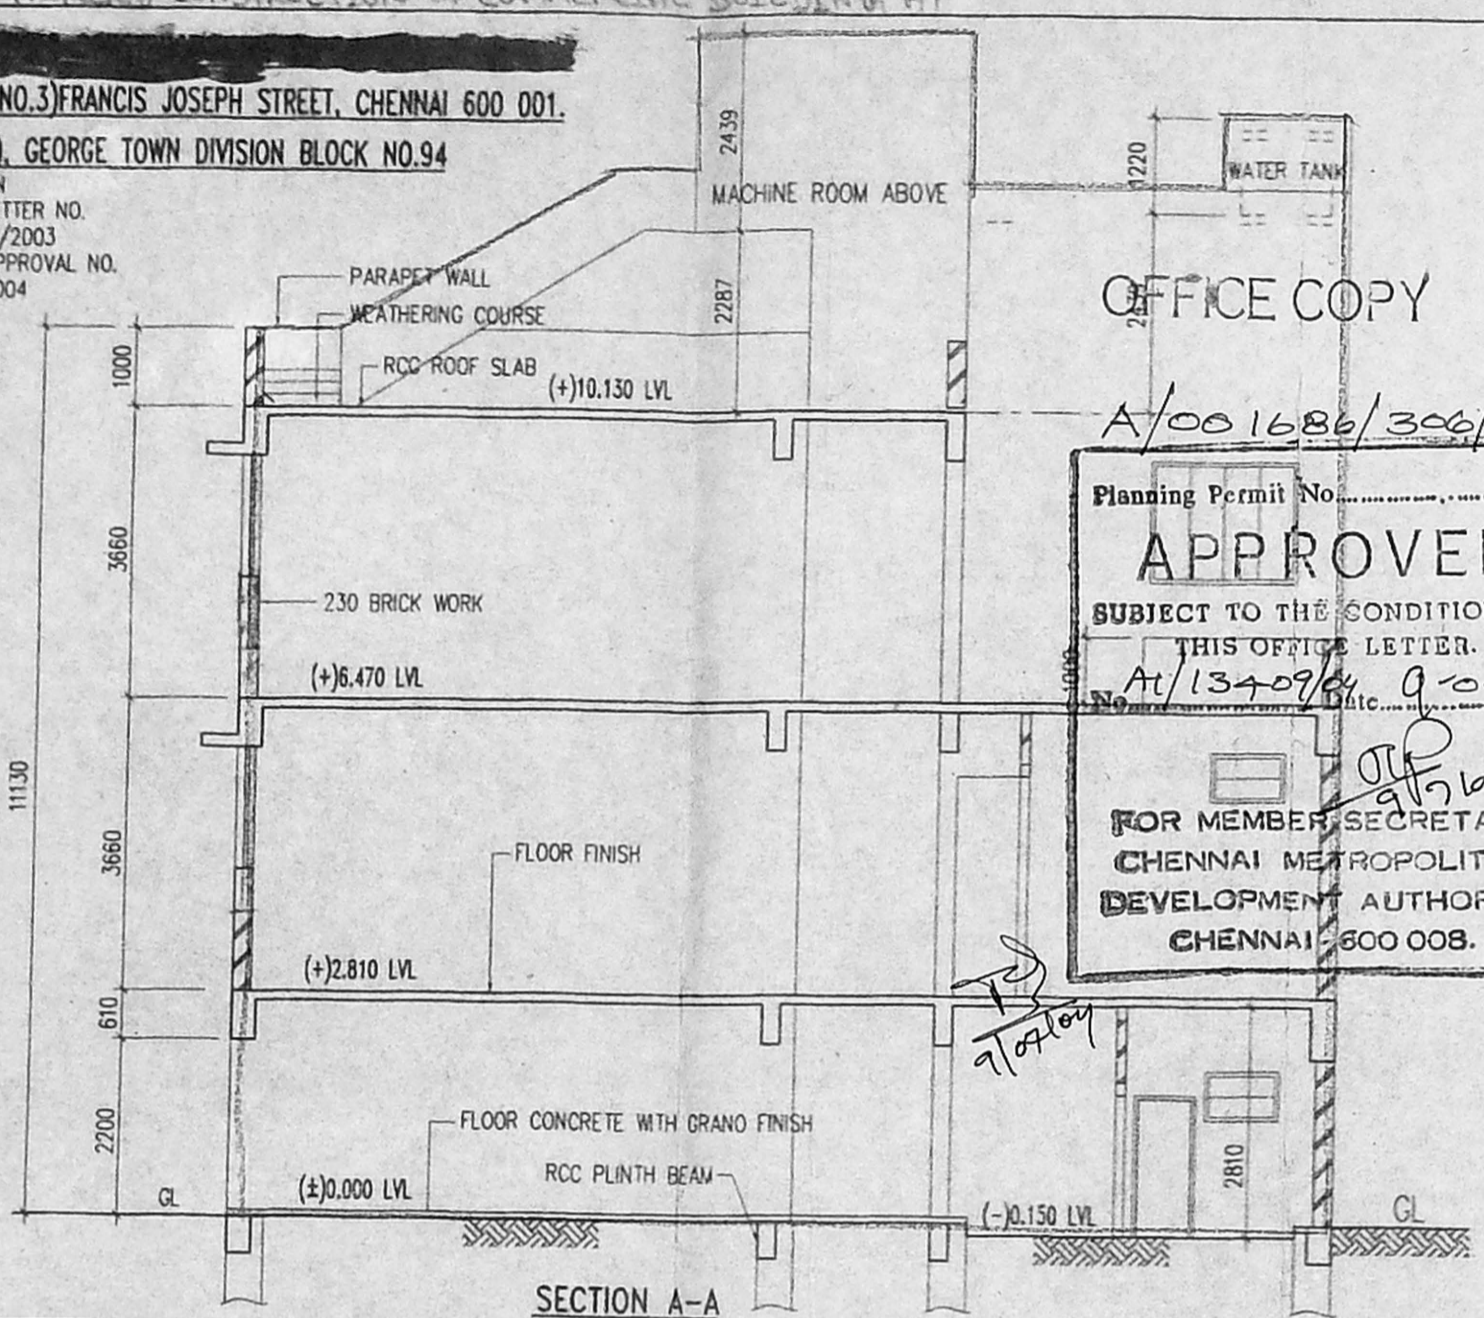 NO.3)FRANCIS JOSEPH STREET, CHENNAI 600 001.
, GEORGE TOWN DIVISION BLOCK NO.94
TTER NO.
/2003
PPROVAL NO.
004
2439
MACHINE ROOM ABOVE
1220
WATER TANK
PARAPET WALL
WEATHERING COURSE
RCC ROOF SLAB
(+)10.130 LVL
2287
1000
OFFICE COPY
A/001686/306/
Planning Permit No.
APPROVE
SUBJECT TO THE CONDITIO
THIS OFFICE LETTER.
No. A1/13409/04 Date 9-0
FOR MEMBER SECRETA
CHENNAI METROPOLIT
DEVELOPMENT AUTHOR
CHENNAI-600 008.
3660
230 BRICK WORK
(+)6.470 LVL
1000
11130
3660
FLOOR FINISH
(+)2.810 LVL
610
9/07/04
2200
FLOOR CONCRETE WITH GRANO FINISH
RCC PLINTH BEAM
GL
(±)0.000 LVL
(-)0.150 LVL
2810
GL
SECTION A-A